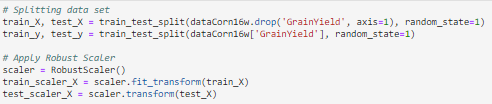 # Splitting data set
train_X, test_X = train_test_split(dataCorn16w.drop('GrainYield', axis=1), random_state=1)
train_y, test_y = train_test_split(dataCorn16w['GrainYield'], random_state=1)
# Apply Robust Scaler
scaler = RobustScaler()
train_scaler_X = scaler.fit_transform(train_X)
test_scaler_X = scaler.transform(test_X)